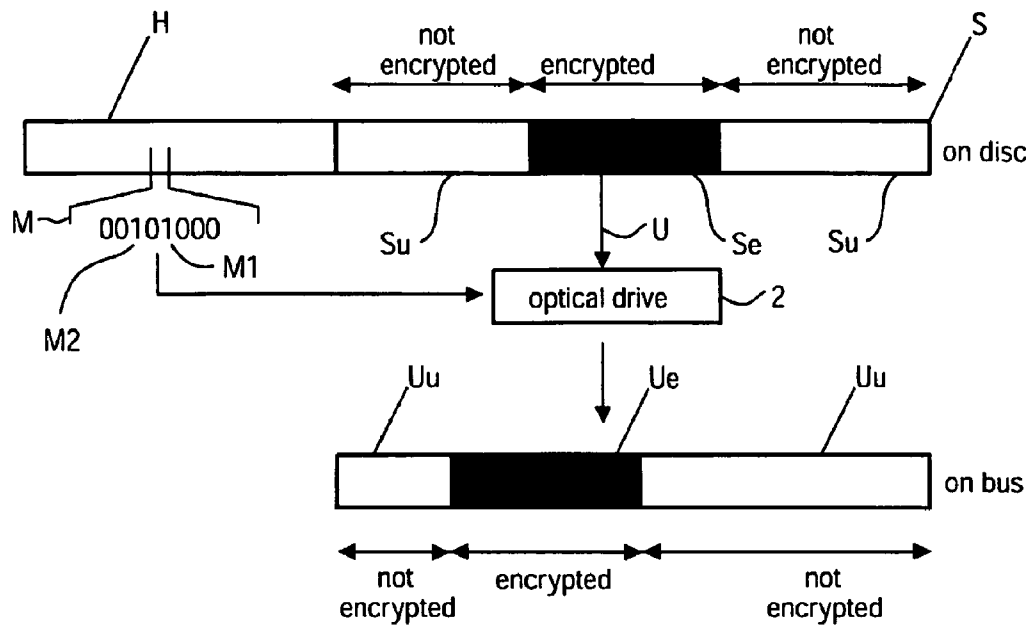 H
not
encrypted
encrypted
not
encrypted
S
on disc
M
00101000
M1
M2
Su
U
Se
Su
optical drive
2
Uu
Ue
Uu
on bus
not
encrypted
encrypted
not
encrypted